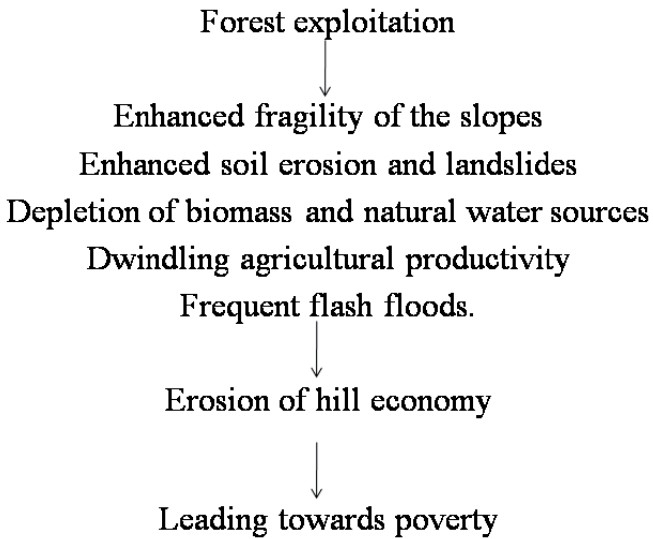 Forest exploitation
Enhanced fragility of the slopes
Enhanced soil erosion and landslides
Depletion of biomass and natural water sources
Dwindling agricultural productivity
Frequent flash floods.
Erosion of hill economy
Leading towards poverty